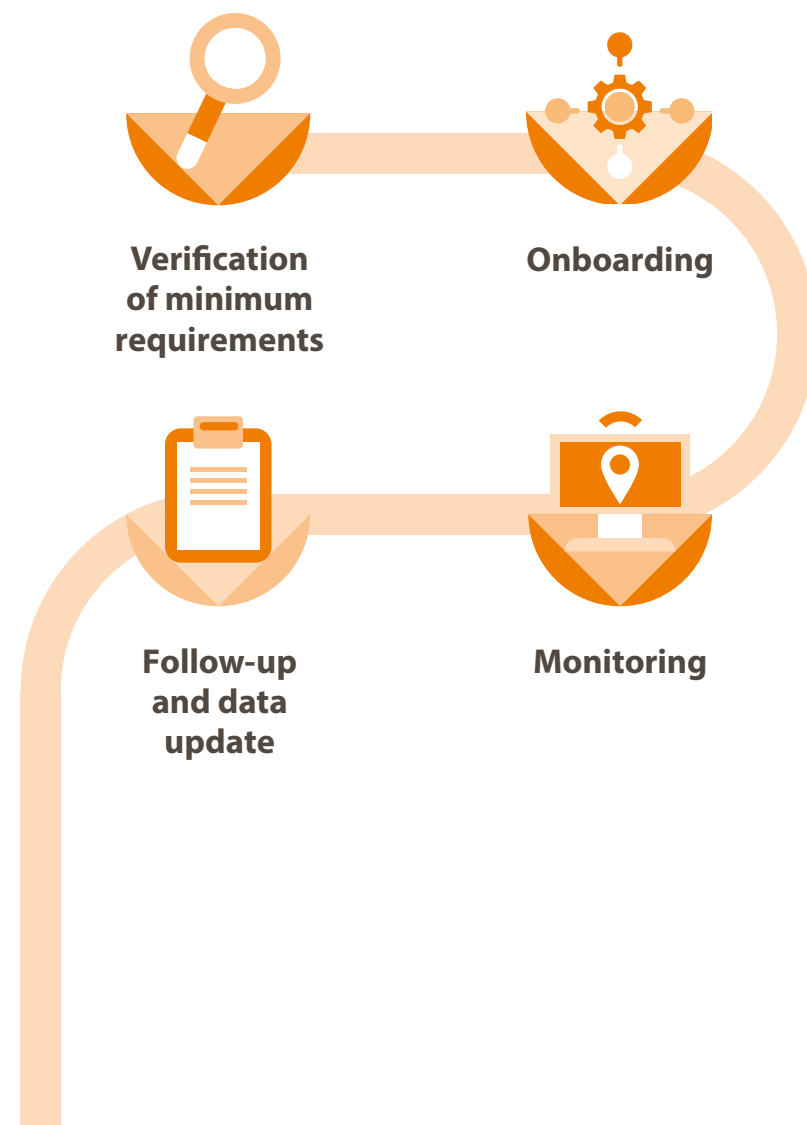 Verification
of minimum
requirements
Onboarding
Follow-up
and data
update
Monitoring